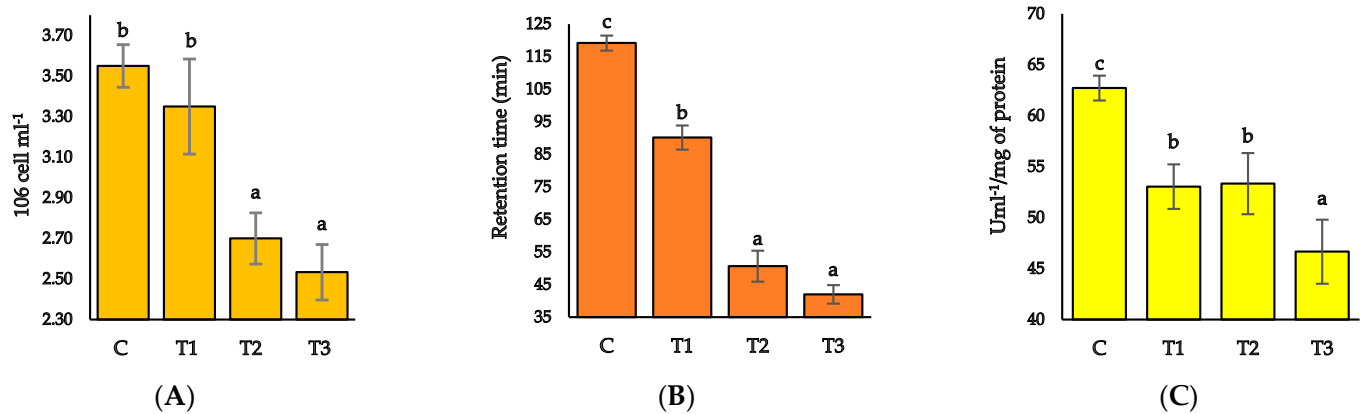 106 cell ml⁻¹
3.70
3.50
3.30
3.10
2.90
2.70
2.50
2.30
b
b
a
a
C T1 T2 T3
(A)
Retention time (min)
125
115
105
95
85
75
65
55
45
35
c
b
a
a
C T1 T2 T3
(B)
Uml⁻¹/mg of protein
70
65
60
55
50
45
40
c
b
b
a
C T1 T2 T3
(C)